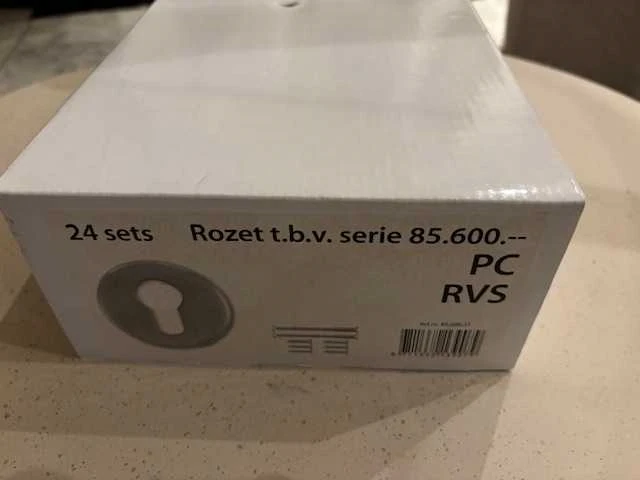 24 sets Rozet t.b.v. serie 85.600.--
PC
RVS